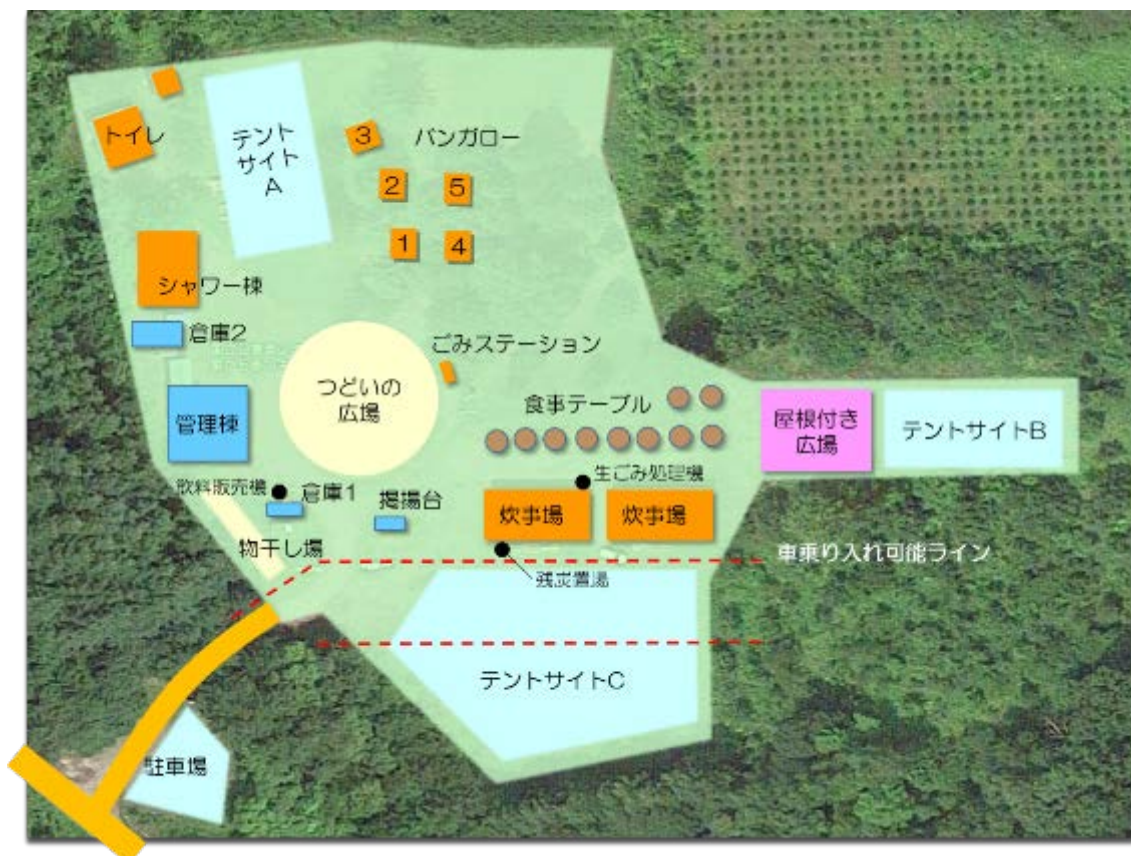 トイレ
テント
サイト
A
3
バンガロー
2
5
1
4
シャワー棟
倉庫2
ごみステーション
つどいの
広場
食事テーブル
管理棟
屋根付き
広場
テントサイトB
飲料販売機
倉庫1
掲揚台
生ごみ処理機
炊事場
炊事場
物干し場
車乗り入れ可能ライン
残炭置場
テントサイトC
駐車場